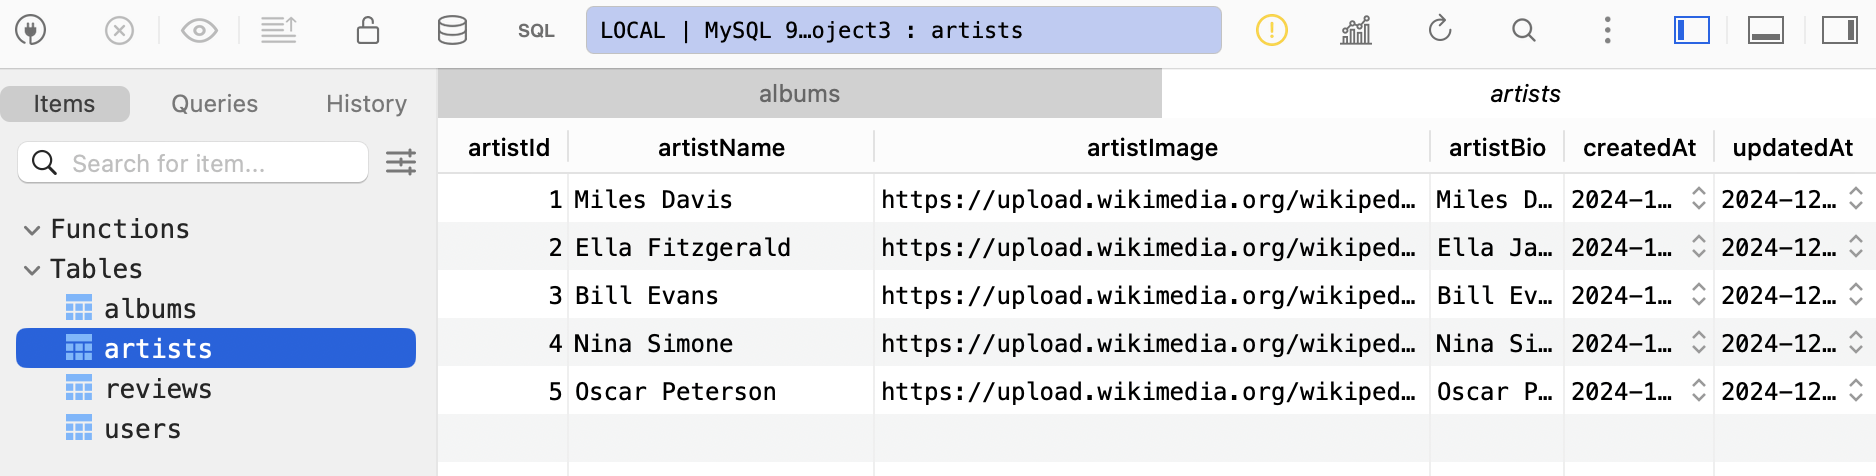 SQL LOCAL | MySQL 9…oject3 : artists
Items Queries History
Search for item...
Functions
Tables
albums
artists
reviews
users
albums artists
artistId artistName artistImage artistBio createdAt updatedAt
1 Miles Davis https://upload.wikimedia.org/wikiped… Miles D… 2024-1… 2024-12…
2 Ella Fitzgerald https://upload.wikimedia.org/wikiped… Ella Ja… 2024-1… 2024-12…
3 Bill Evans https://upload.wikimedia.org/wikiped… Bill Ev… 2024-1… 2024-12…
4 Nina Simone https://upload.wikimedia.org/wikiped… Nina Si… 2024-1… 2024-12…
5 Oscar Peterson https://upload.wikimedia.org/wikiped… Oscar P… 2024-1… 2024-12…